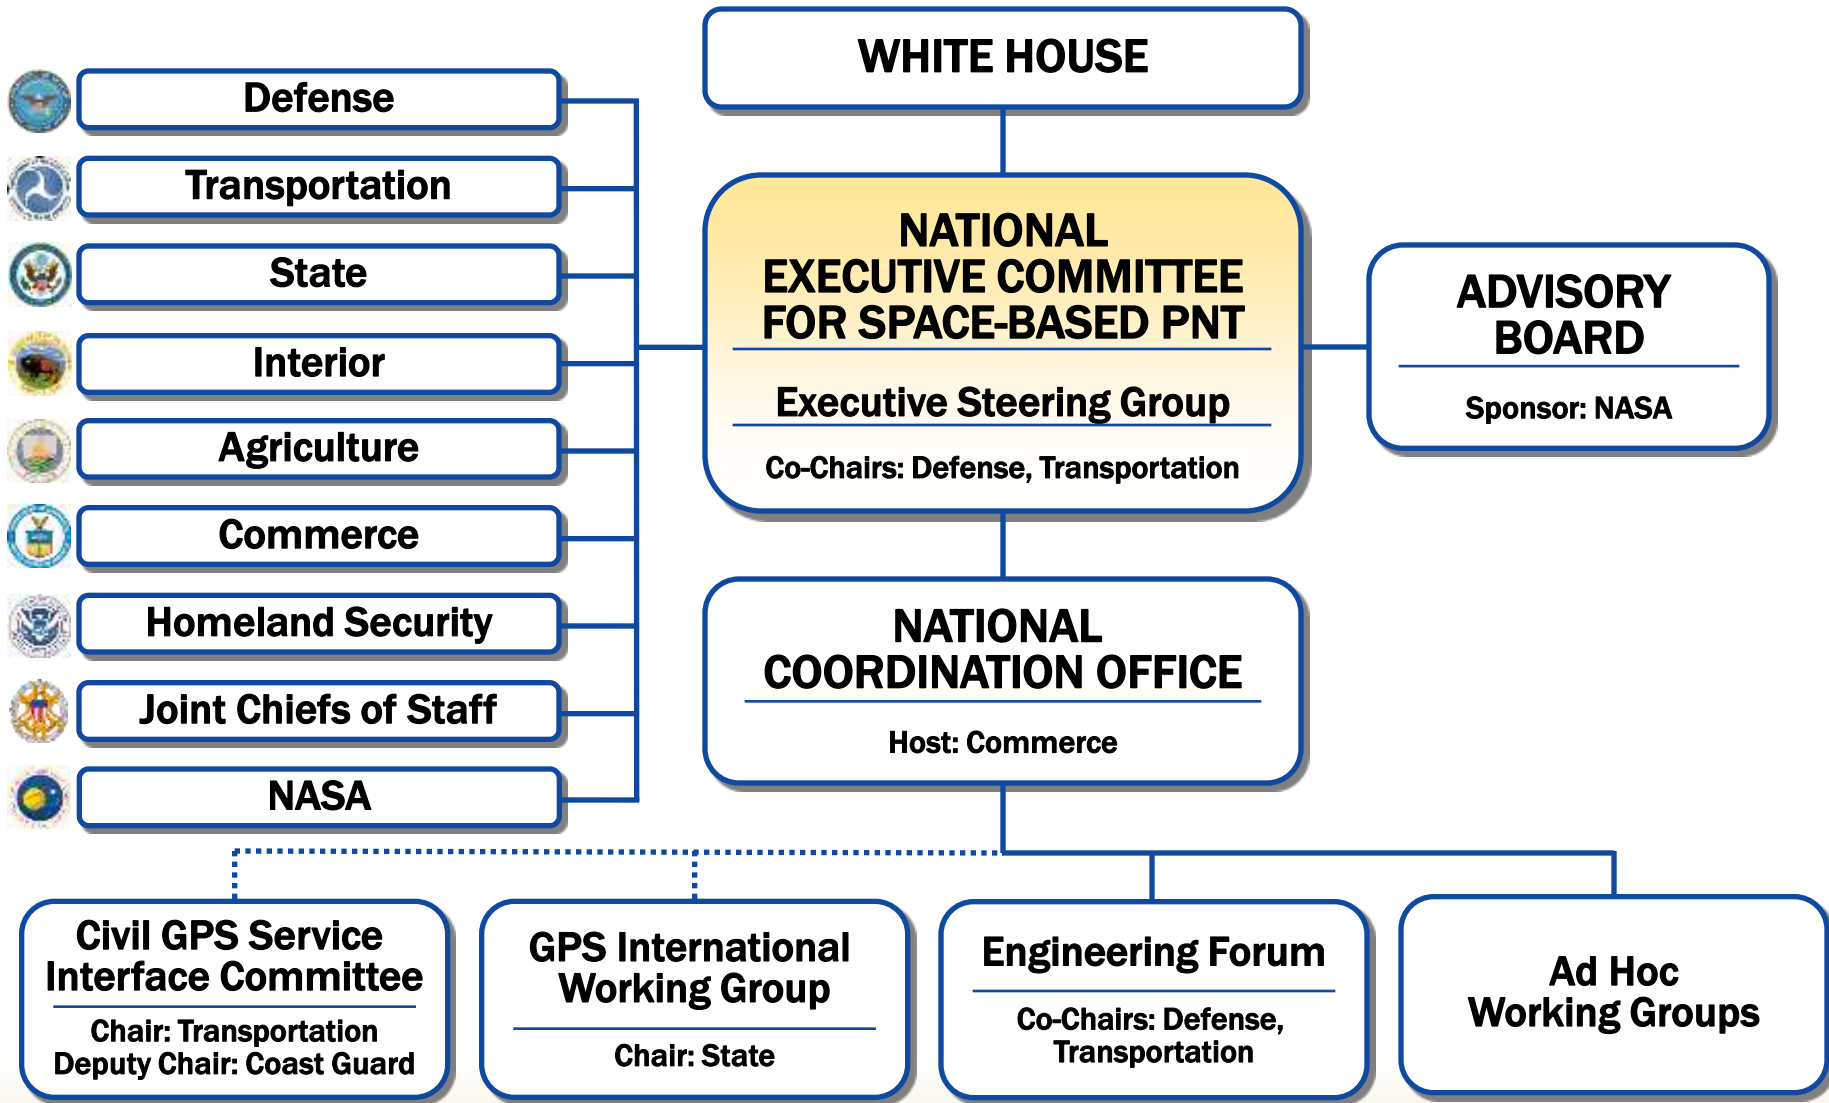 WHITE HOUSE
Defense
Transportation
State
Interior
Agriculture
Commerce
Homeland Security
Joint Chiefs of Staff
NASA
NATIONAL
EXECUTIVE COMMITTEE
FOR SPACE-BASED PNT
Executive Steering Group
Co-Chairs: Defense, Transportation
ADVISORY
BOARD
Sponsor: NASA
NATIONAL
COORDINATION OFFICE
Host: Commerce
Civil GPS Service
Interface Committee
Chair: Transportation
Deputy Chair: Coast Guard
GPS International
Working Group
Chair: State
Engineering Forum
Co-Chairs: Defense,
Transportation
Ad Hoc
Working Groups